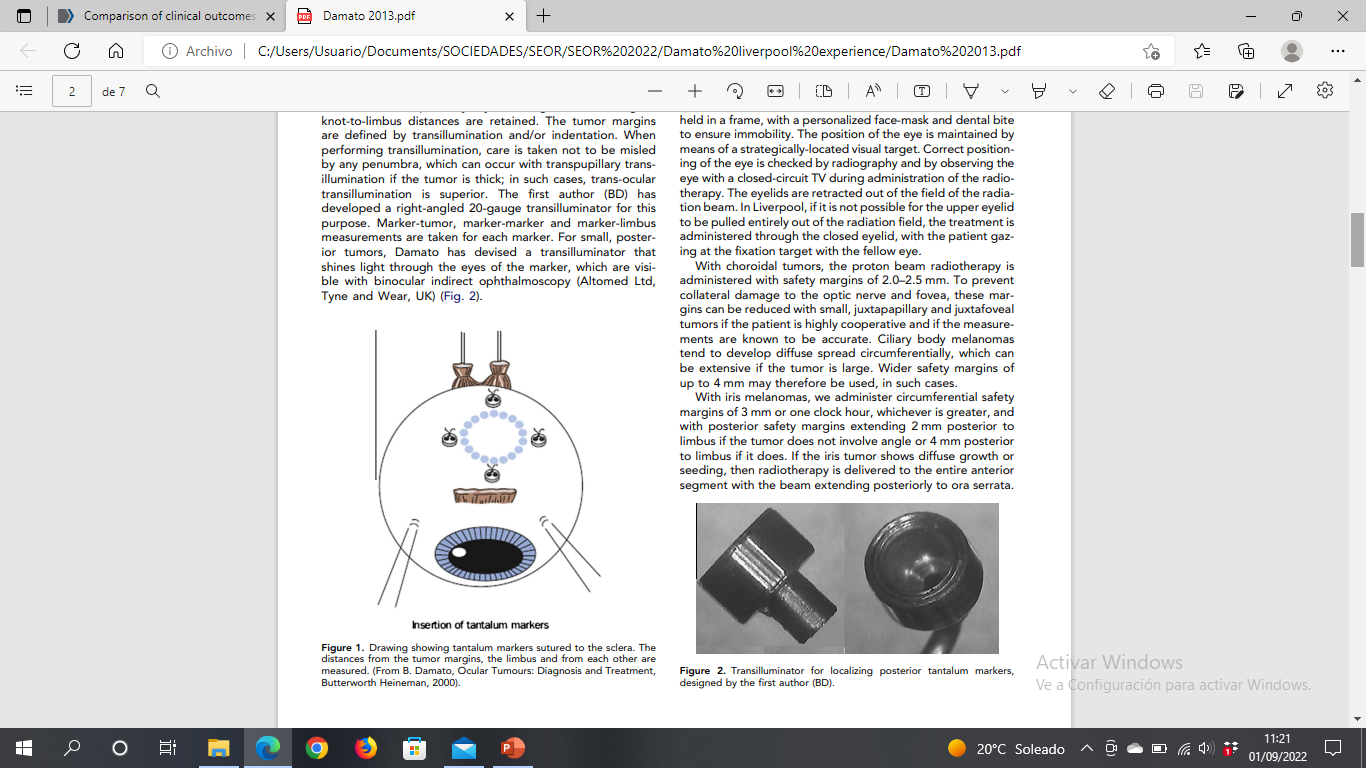 Comparison of clinical outcomes
Damato 2013.pdf
Archivo
C:/Users/Usuario/Documents/SOCIEDADES/SEOR/SEOR%202022/Damato%20liverpool%20experience/Damato%202013.pdf
2
de 7
knot-to-limbus distances are retained. The tumor margins
are defined by transillumination and/or indentation. When
performing transillumination, care is taken not to be misled
by any penumbra, which can occur with transpupillary trans-
illumination if the tumor is thick; in such cases, trans-ocular
transillumination is superior. The first author (BD) has
developed a right-angled 20-gauge transilluminator for this
purpose. Marker-tumor, marker-marker and marker-limbus
measurements are taken for each marker. For small, poster-
ior tumors, Damato has devised a transilluminator that
shines light through the eyes of the marker, which are visi-
ble with binocular indirect ophthalmoscopy (Altomed Ltd,
Tyne and Wear, UK) (Fig. 2).
Insertion of tantalum markers
Figure 1. Drawing showing tantalum markers sutured to the sclera. The
distances from the tumor margins, the limbus and from each other are
measured. (From B. Damato, Ocular Tumours: Diagnosis and Treatment,
Butterworth Heineman, 2000).
held in a frame, with a personalized face-mask and dental bite
to ensure immobility. The position of the eye is maintained by
means of a strategically-located visual target. Correct position-
ing of the eye is checked by radiography and by observing the
eye with a closed-circuit TV during administration of the radio-
therapy. The eyelids are retracted out of the field of the radia-
tion beam. In Liverpool, if it is not possible for the upper eyelid
to be pulled entirely out of the radiation field, the treatment is
administered through the closed eyelid, with the patient gaz-
ing at the fixation target with the fellow eye.
With choroidal tumors, the proton beam radiotherapy is
administered with safety margins of 2.0–2.5 mm. To prevent
collateral damage to the optic nerve and fovea, these mar-
gins can be reduced with small, juxtapapillary and juxtafoveal
tumors if the patient is highly cooperative and if the measure-
ments are known to be accurate. Ciliary body melanomas
tend to develop diffuse spread circumferentially, which can
be extensive if the tumor is large. Wider safety margins of
up to 4 mm may therefore be used, in such cases.
With iris melanomas, we administer circumferential safety
margins of 3 mm or one clock hour, whichever is greater, and
with posterior safety margins extending 2 mm posterior to
limbus if the tumor does not involve angle or 4 mm posterior
to limbus if it does. If the iris tumor shows diffuse growth or
seeding, then radiotherapy is delivered to the entire anterior
segment with the beam extending posteriorly to ora serrata.
Figure 2. Transilluminator for localizing posterior tantalum markers,
designed by the first author (BD).
Activar Windows
Ve a Configuración para activar Windows.
20°C Soleado
11:21
01/09/2022